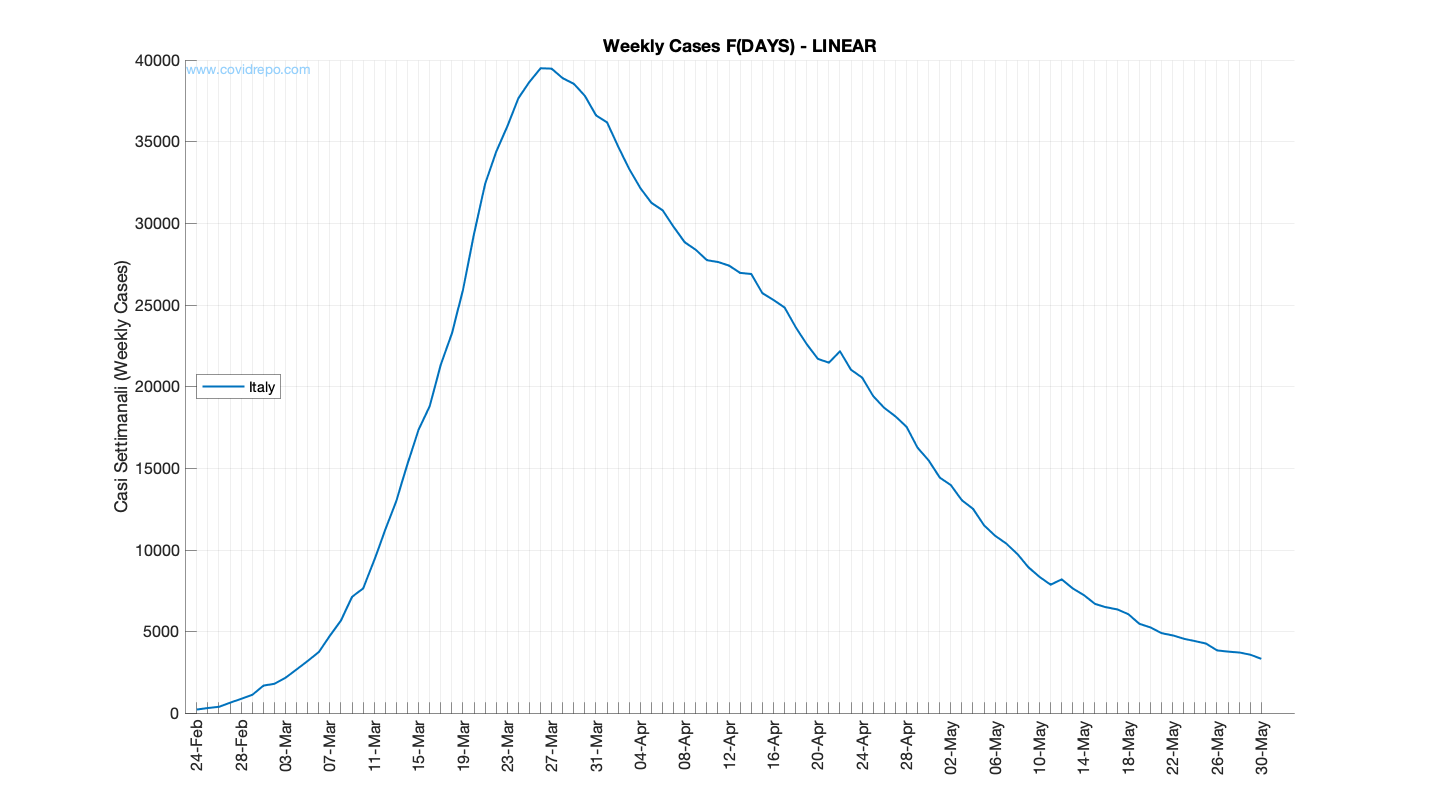 Weekly Cases F(DAYS) - LINEAR
www.covidrepo.com
Casi Settimanali (Weekly Cases)
40000
35000
30000
25000
20000
15000
10000
5000
0
Italy
24-Feb
28-Feb
03-Mar
07-Mar
11-Mar
15-Mar
19-Mar
23-Mar
27-Mar
31-Mar
04-Apr
08-Apr
12-Apr
16-Apr
20-Apr
24-Apr
28-Apr
02-May
06-May
10-May
14-May
18-May
22-May
26-May
30-May